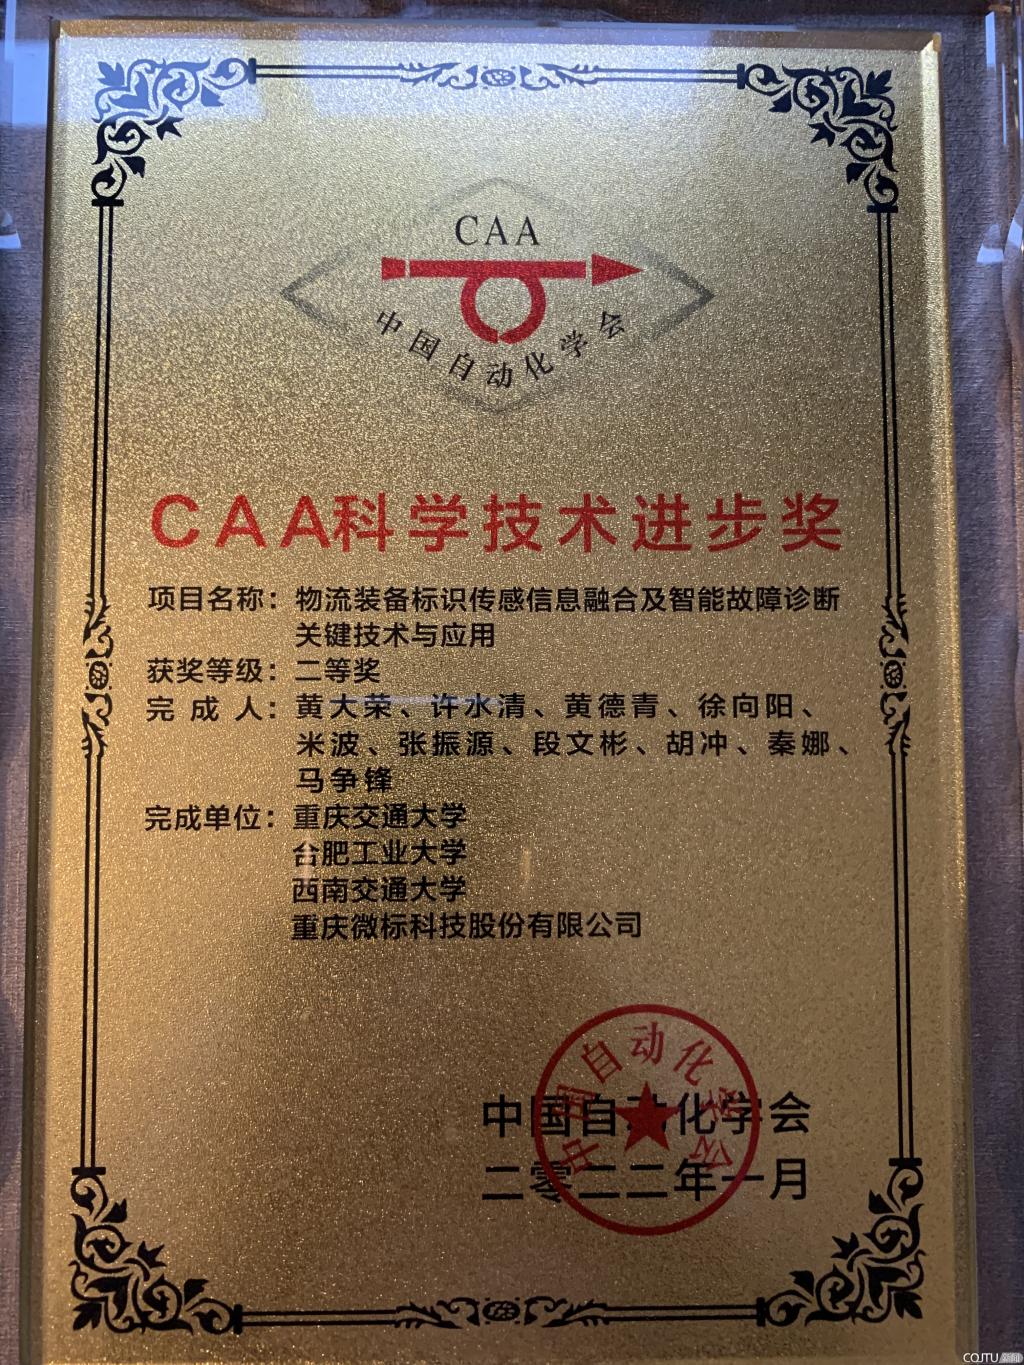 CAA
中国自动化学会
CAA科学技术进步奖
项目名称：物流装备标识传感信息融合及智能故障诊断
关键技术与应用
获奖等级：二等奖
完成人：黄大荣、许水清、黄德青、徐向阳、
米波、张振源、段文彬、胡冲、秦娜、
马争锋
完成单位：重庆交通大学
合肥工业大学
西南交通大学
重庆微标科技股份有限公司
中国自动化学会
中国自动化学会
二零二二年一月
CQJTU